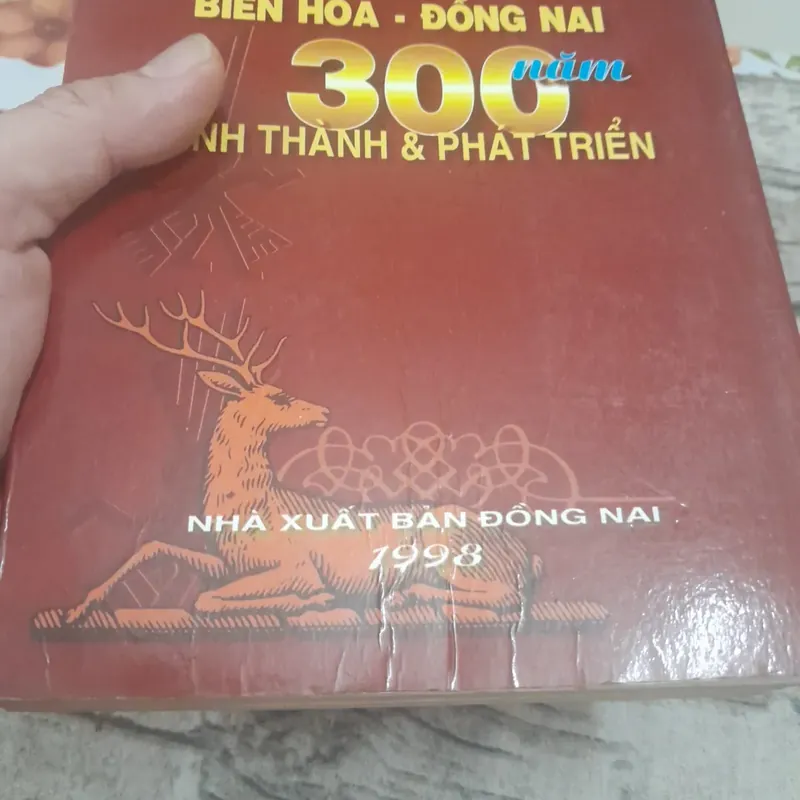 BIÊN HÒA - ĐỒNG NAI
300 năm
NH THÀNH & PHÁT TRIỂN
NHÀ XUẤT BẢN ĐỒNG NAI
1998